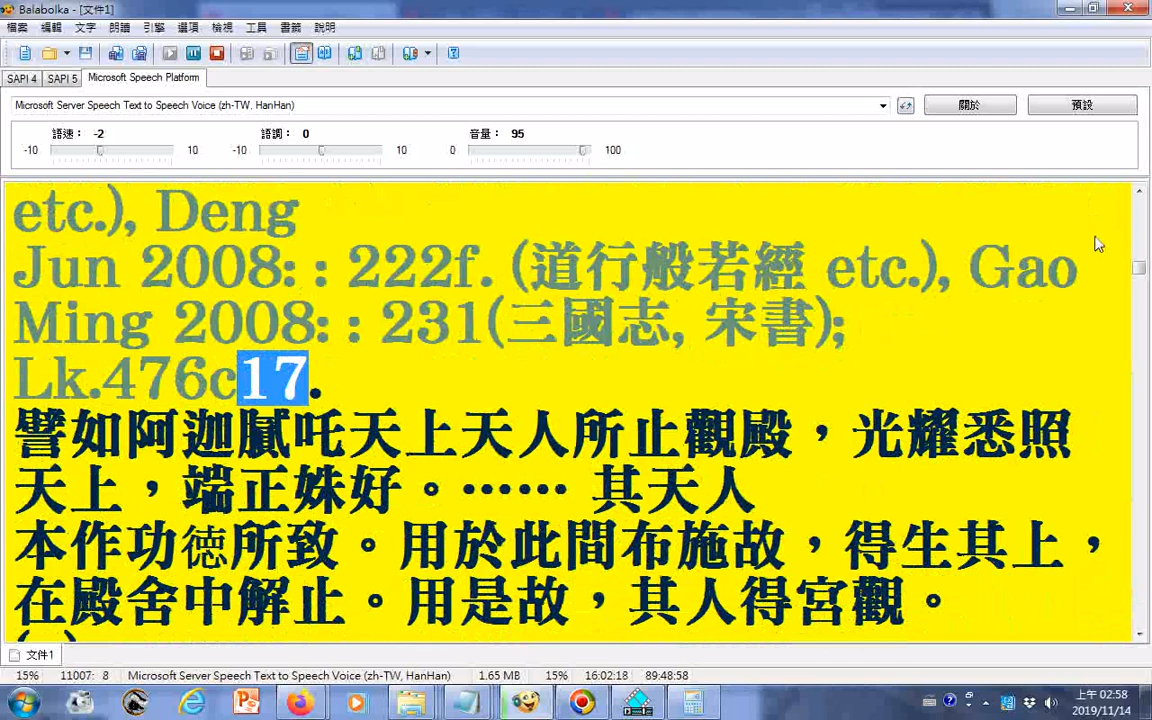 Balabolka - [文件1]
檔案 編輯 文字 朗讀 引擎 選項 檢視 工具 書籤 說明
SAPI 4 SAPI 5 Microsoft Speech Platform
Microsoft Server Speech Text to Speech Voice (zh-TW, HanHan) 關於 預設
語速： -2 語調： 0 音量： 95
-10 10 -10 10 0 100
etc.), Deng
Jun 2008: : 222f. (道行般若經 etc.), Gao
Ming 2008: : 231(三國志, 宋書);
Lk.476c17.
譬如阿迦膩吒天上天人所止觀殿，光耀悉照
天上，端正姝好。…… 其天人
本作功徳所致。用於此間布施故，得生其上，
在殿舍中解止。用是故，其人得宮觀。
文件1
15% 11007: 8 Microsoft Server Speech Text to Speech Voice (zh-TW, HanHan) 1.65 MB 15% 16:02:18 89:48:58
上午 02:58
2019/11/14